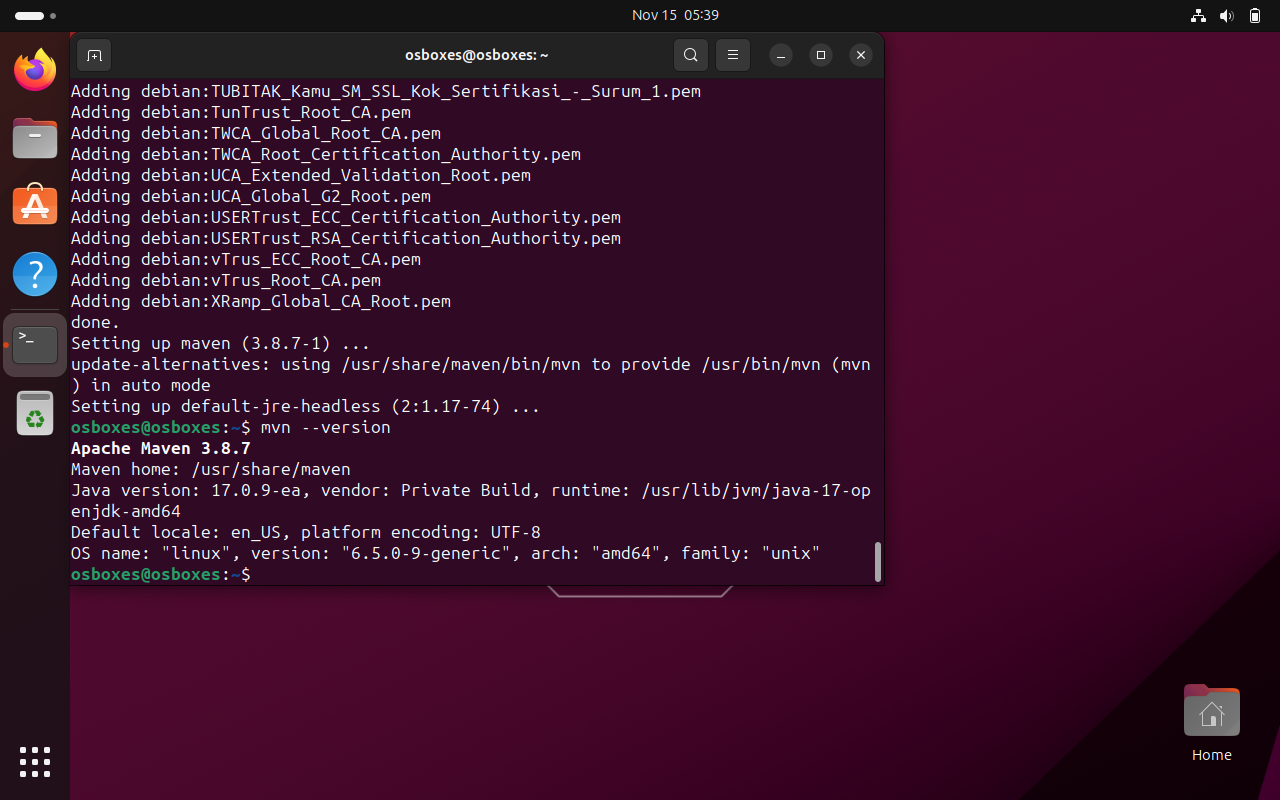 Nov 15 05:39
osboxes@osboxes: ~
Adding debian:TUBITAK_Kamu_SM_SSL_Kok_Sertifikasi_-_Surum_1.pem
Adding debian:TunTrust_Root_CA.pem
Adding debian:TWCA_Global_Root_CA.pem
Adding debian:TWCA_Root_Certification_Authority.pem
Adding debian:UCA_Extended_Validation_Root.pem
Adding debian:UCA_Global_G2_Root.pem
Adding debian:USERTrust_ECC_Certification_Authority.pem
Adding debian:USERTrust_RSA_Certification_Authority.pem
Adding debian:vTrus_ECC_Root_CA.pem
Adding debian:vTrus_Root_CA.pem
Adding debian:XRamp_Global_CA_Root.pem
done.
Setting up maven (3.8.7-1) ...
update-alternatives: using /usr/share/maven/bin/mvn to provide /usr/bin/mvn (mvn
) in auto mode
Setting up default-jre-headless (2:1.17-74) ...
osboxes@osboxes:~$ mvn --version
Apache Maven 3.8.7
Maven home: /usr/share/maven
Java version: 17.0.9-ea, vendor: Private Build, runtime: /usr/lib/jvm/java-17-op
enjdk-amd64
Default locale: en_US, platform encoding: UTF-8
OS name: "linux", version: "6.5.0-9-generic", arch: "amd64", family: "unix"
osboxes@osboxes:~$
Home